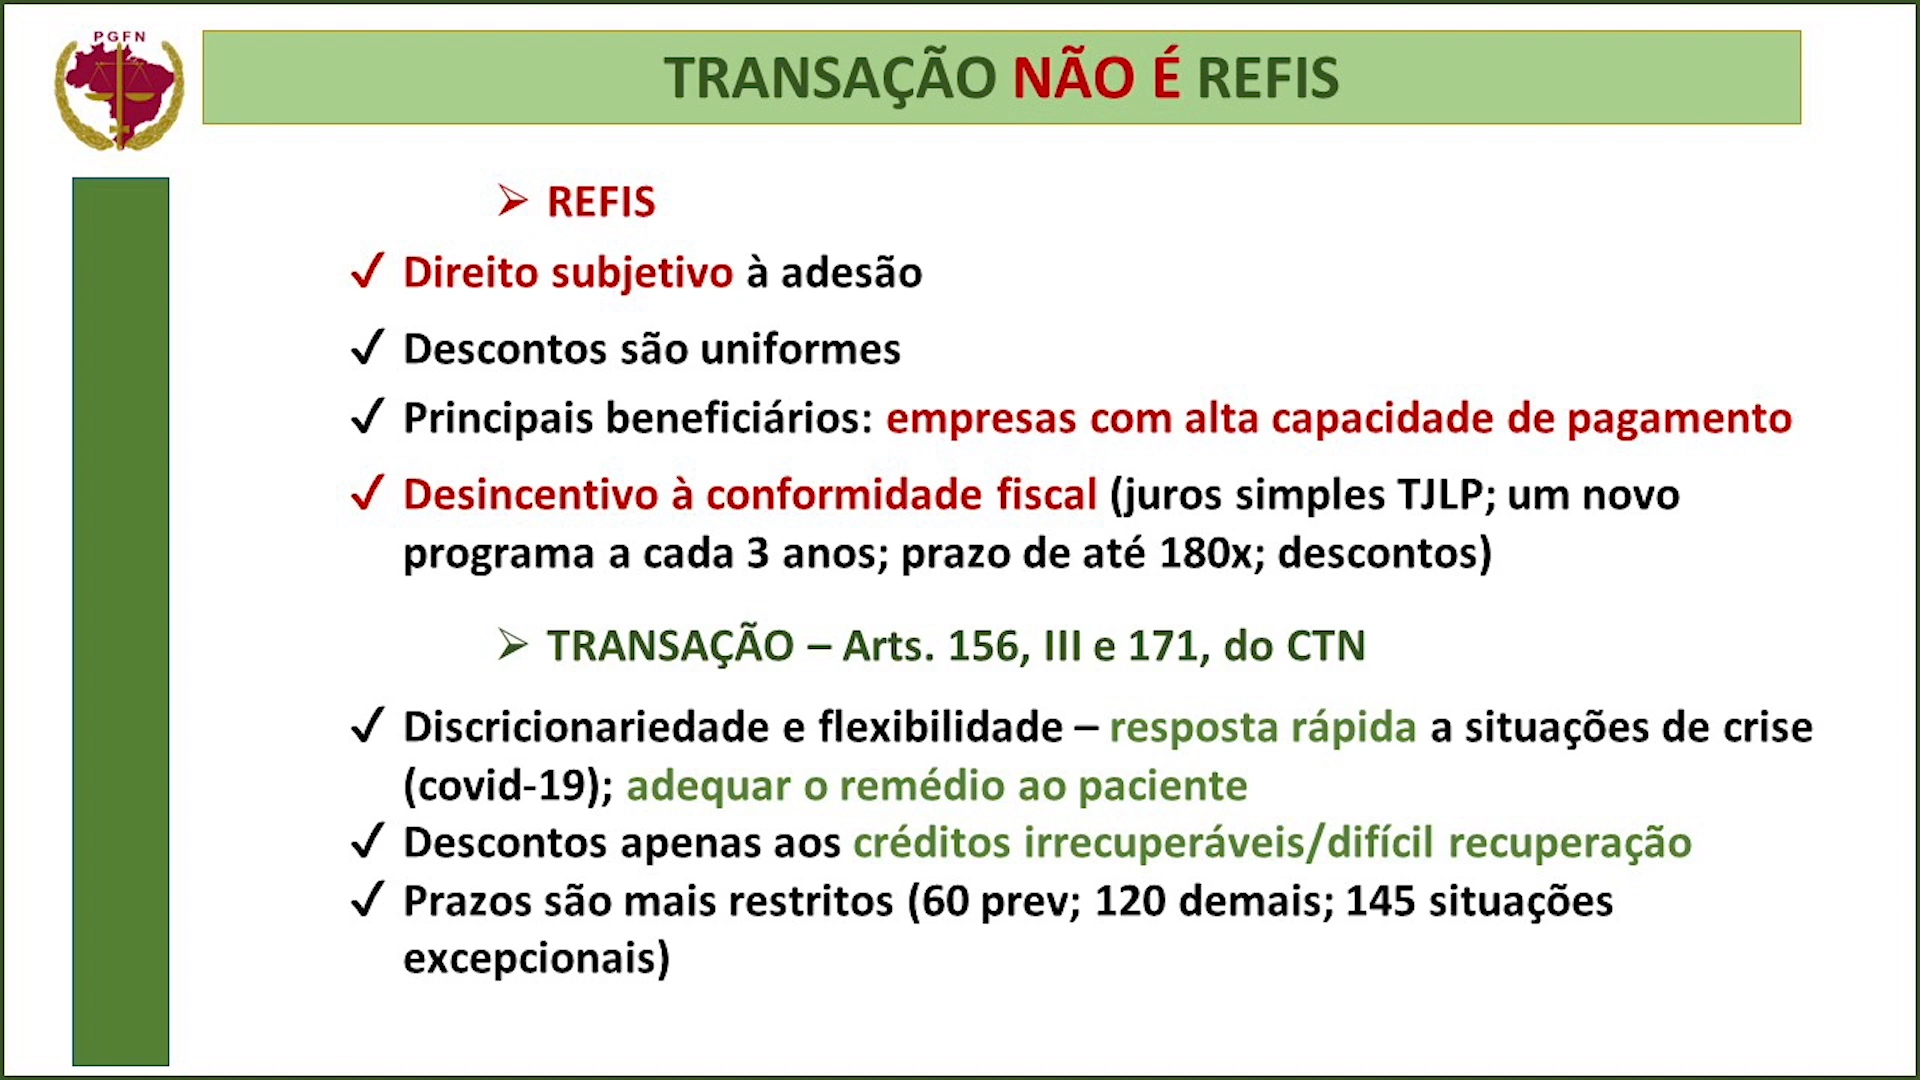 PGFN
TRANSAÇÃO NÃO É REFIS
➢ REFIS
✓ Direito subjetivo à adesão
✓ Descontos são uniformes
✓ Principais beneficiários: empresas com alta capacidade de pagamento
✓ Desincentivo à conformidade fiscal (juros simples TJLP; um novo
programa a cada 3 anos; prazo de até 180x; descontos)
➢ TRANSAÇÃO – Arts. 156, III e 171, do CTN
✓ Discricionariedade e flexibilidade – resposta rápida a situações de crise
(covid-19); adequar o remédio ao paciente
✓ Descontos apenas aos créditos irrecuperáveis/difícil recuperação
✓ Prazos são mais restritos (60 prev; 120 demais; 145 situações
excepcionais)